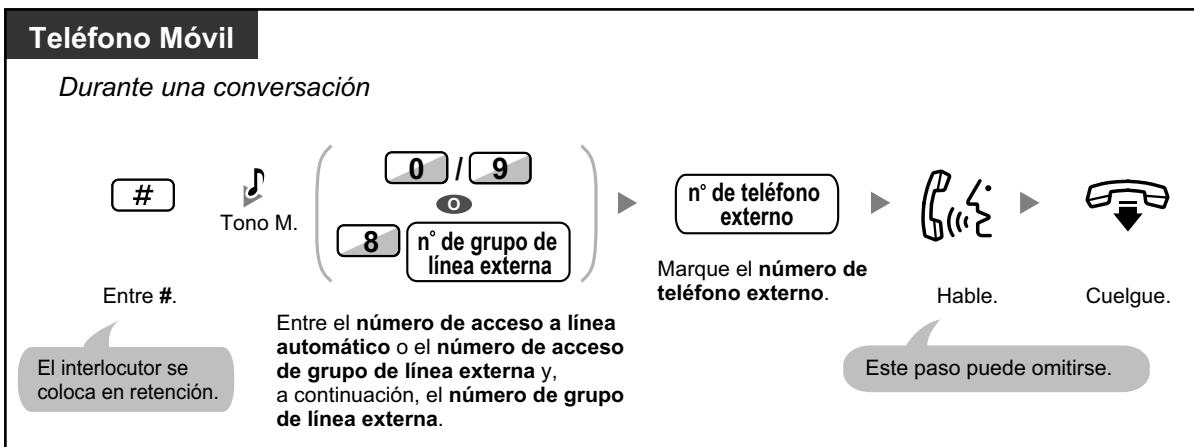 Teléfono Móvil
Durante una conversación
#
Tono M.
0 / 9
O
8 n° de grupo de
línea externa
n° de teléfono
externo
Entre #.
El interlocutor se
coloca en retención.
Entre el número de acceso a línea
automático o el número de acceso
de grupo de línea externa y,
a continuación, el número de grupo
de línea externa.
Marque el número de
teléfono externo.
Hable.
Este paso puede omitirse.
Cuelgue.